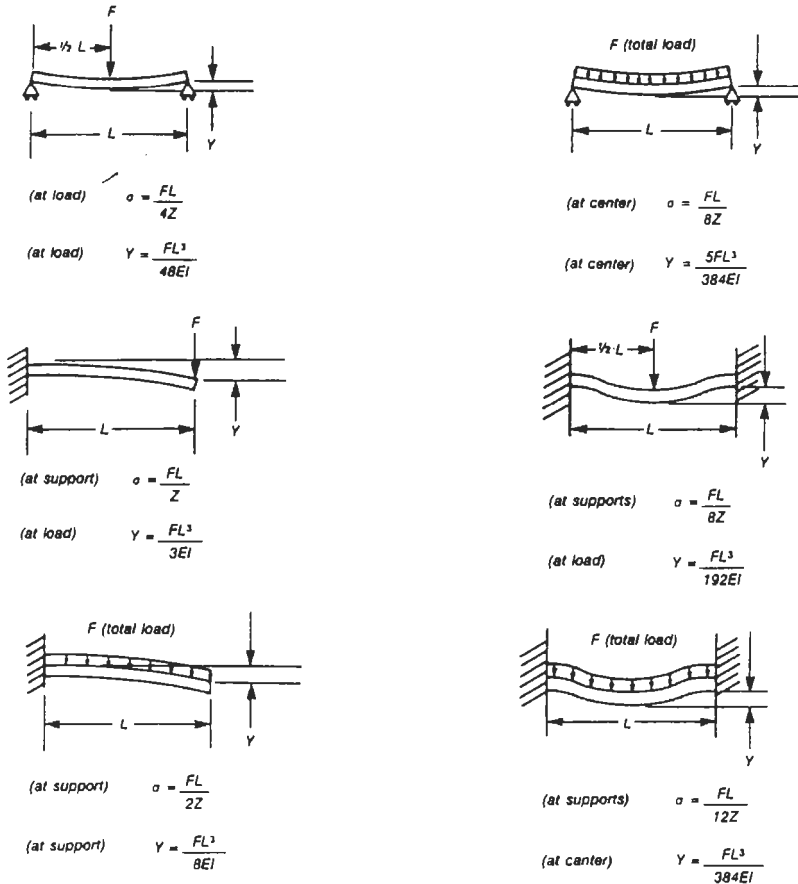 F
½ L
L
Y
(at load) σ = FL / 4Z
(at load) Y = FL³ / 48EI
F (total load)
L
Y
(at center) σ = FL / 8Z
(at center) Y = 5FL³ / 384EI
F
L
Y
(at support) σ = FL / Z
(at load) Y = FL³ / 3EI
F
½ L
L
Y
(at supports) σ = FL / 8Z
(at load) Y = FL³ / 192EI
F (total load)
L
Y
(at support) σ = FL / 2Z
(at support) Y = FL³ / 8EI
F (total load)
L
Y
(at supports) σ = FL / 12Z
(at canter) Y = FL³ / 384EI